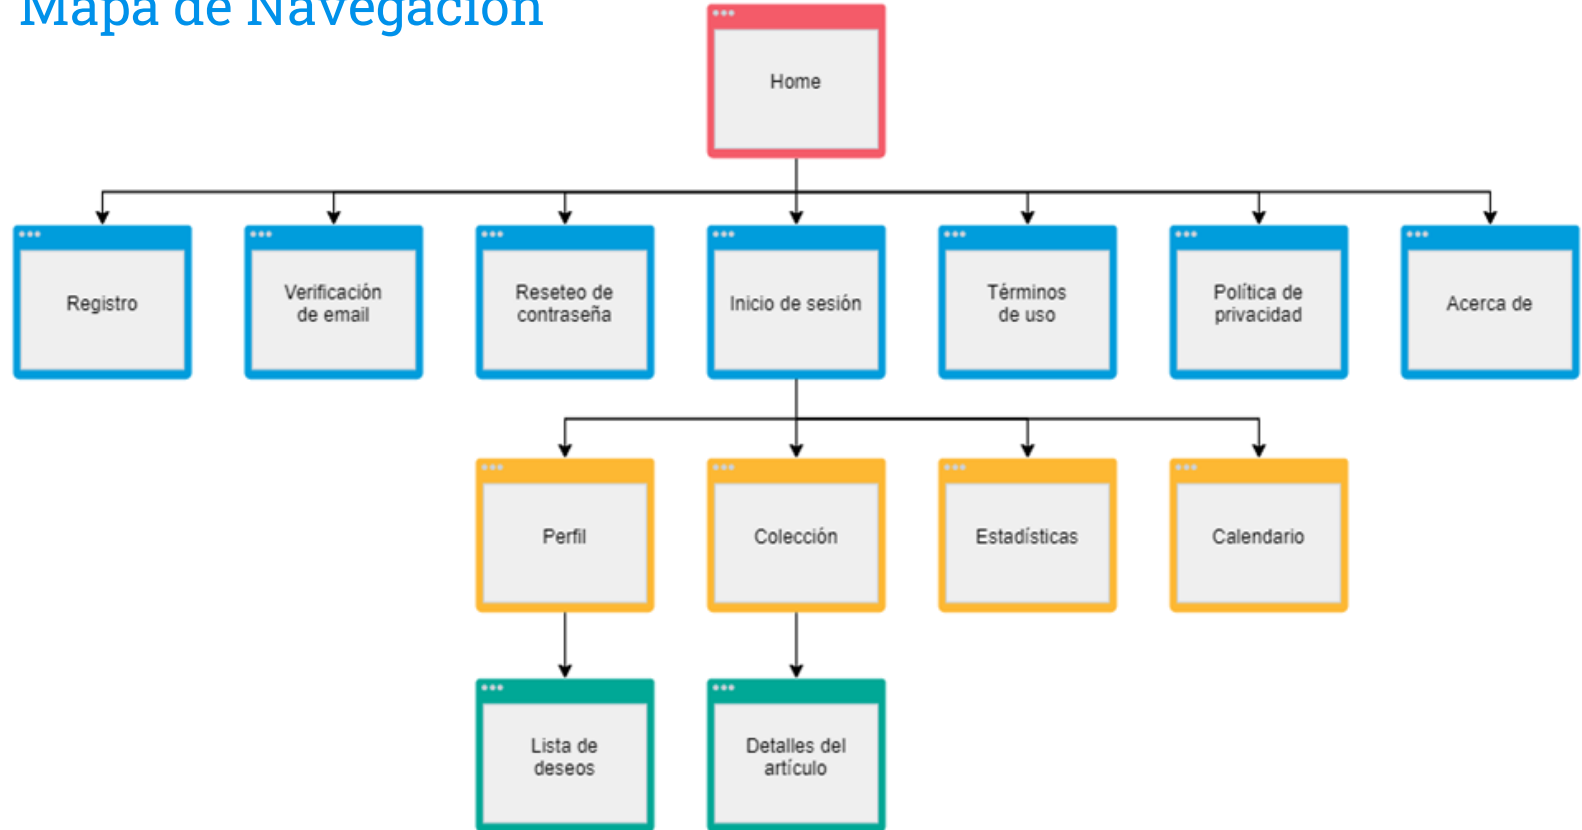 Mapa de Navegación
Home
Registro
Verificación
de email
Reseteo de
contraseña
Inicio de sesión
Términos
de uso
Política de
privacidad
Acerca de
Perfil
Colección
Estadísticas
Calendario
Lista de
deseos
Detalles del
artículo